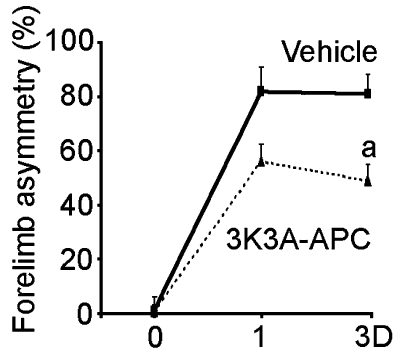 Forelimb asymmetry (%)
100
80
60
40
20
0
Vehicle
a
3K3A-APC
0 1 3D